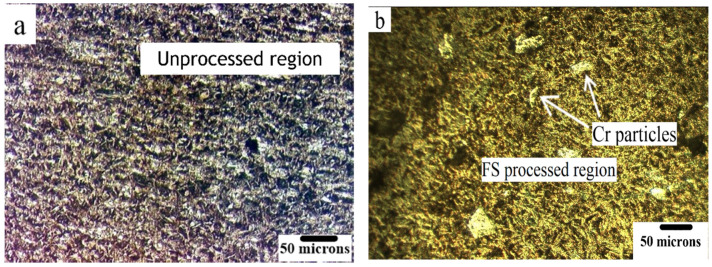 a
Unprocessed region
50 microns
b
Cr particles
FS processed region
50 microns